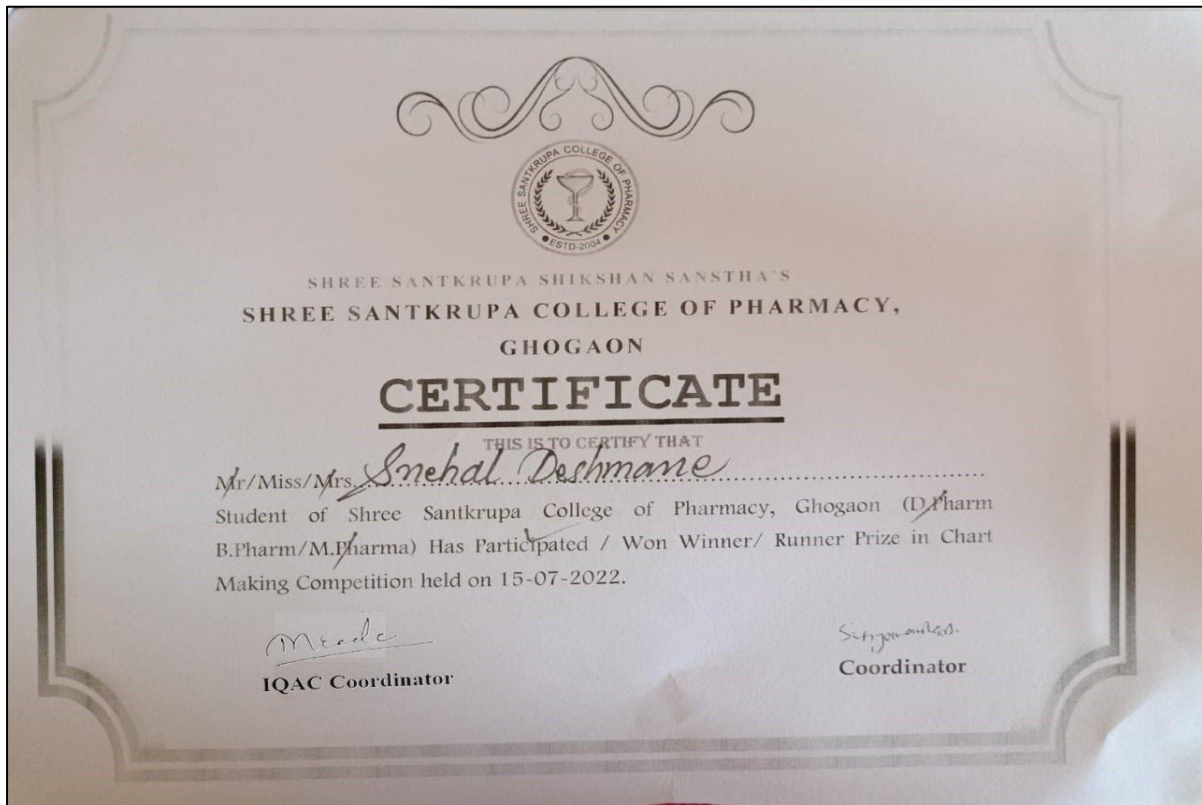 SHREE SANTKRUPA COLLEGE OF PHARMACY
ESTD-2004
SHREE SANTKRUPA SHIKSHAN SANSTHA'S
SHREE SANTKRUPA COLLEGE OF PHARMACY,
GHOGAON
CERTIFICATE
THIS IS TO CERTIFY THAT
Mr/Miss/Mrs. Snehal Deshmane
Student of Shree Santkrupa College of Pharmacy, Ghogaon (D.Pharm
B.Pharm/M.Pharma) Has Participated / Won Winner/ Runner Prize in Chart
Making Competition held on 15-07-2022.
IQAC Coordinator
Coordinator